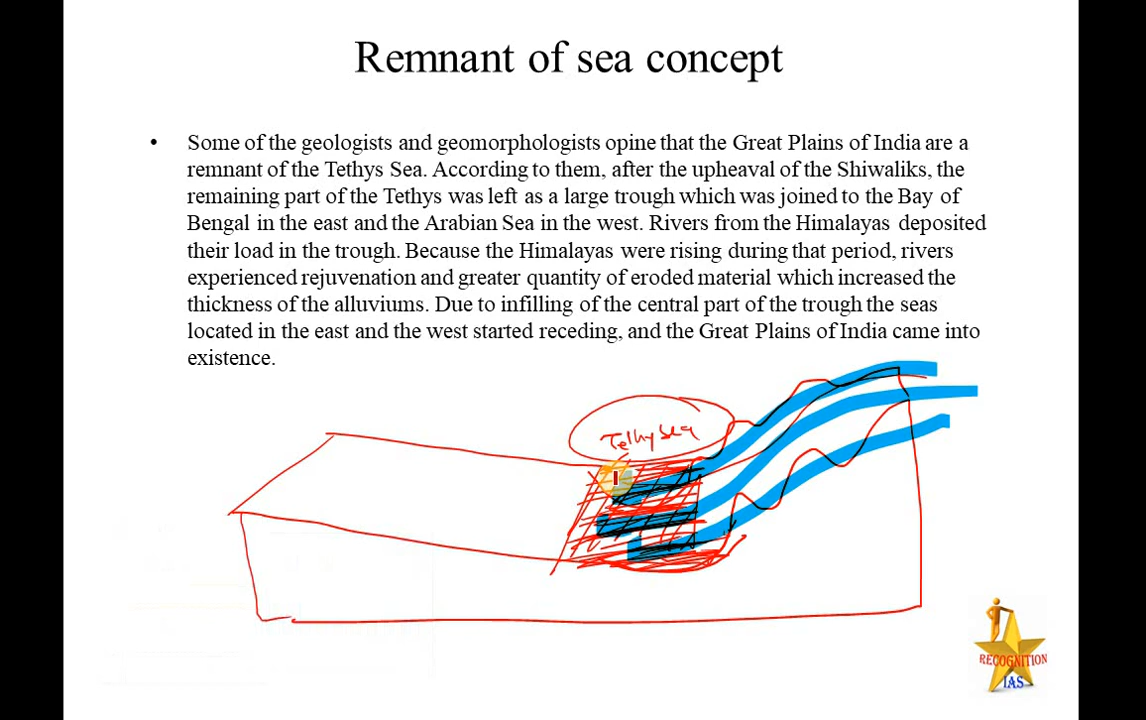 Remnant of sea concept
• Some of the geologists and geomorphologists opine that the Great Plains of India are a
remnant of the Tethys Sea. According to them, after the upheaval of the Shiwaliks, the
remaining part of the Tethys was left as a large trough which was joined to the Bay of
Bengal in the east and the Arabian Sea in the west. Rivers from the Himalayas deposited
their load in the trough. Because the Himalayas were rising during that period, rivers
experienced rejuvenation and greater quantity of eroded material which increased the
thickness of the alluviums. Due to infilling of the central part of the trough the seas
located in the east and the west started receding, and the Great Plains of India came into
existence.
Tethy sea
RECOGNITION
IAS